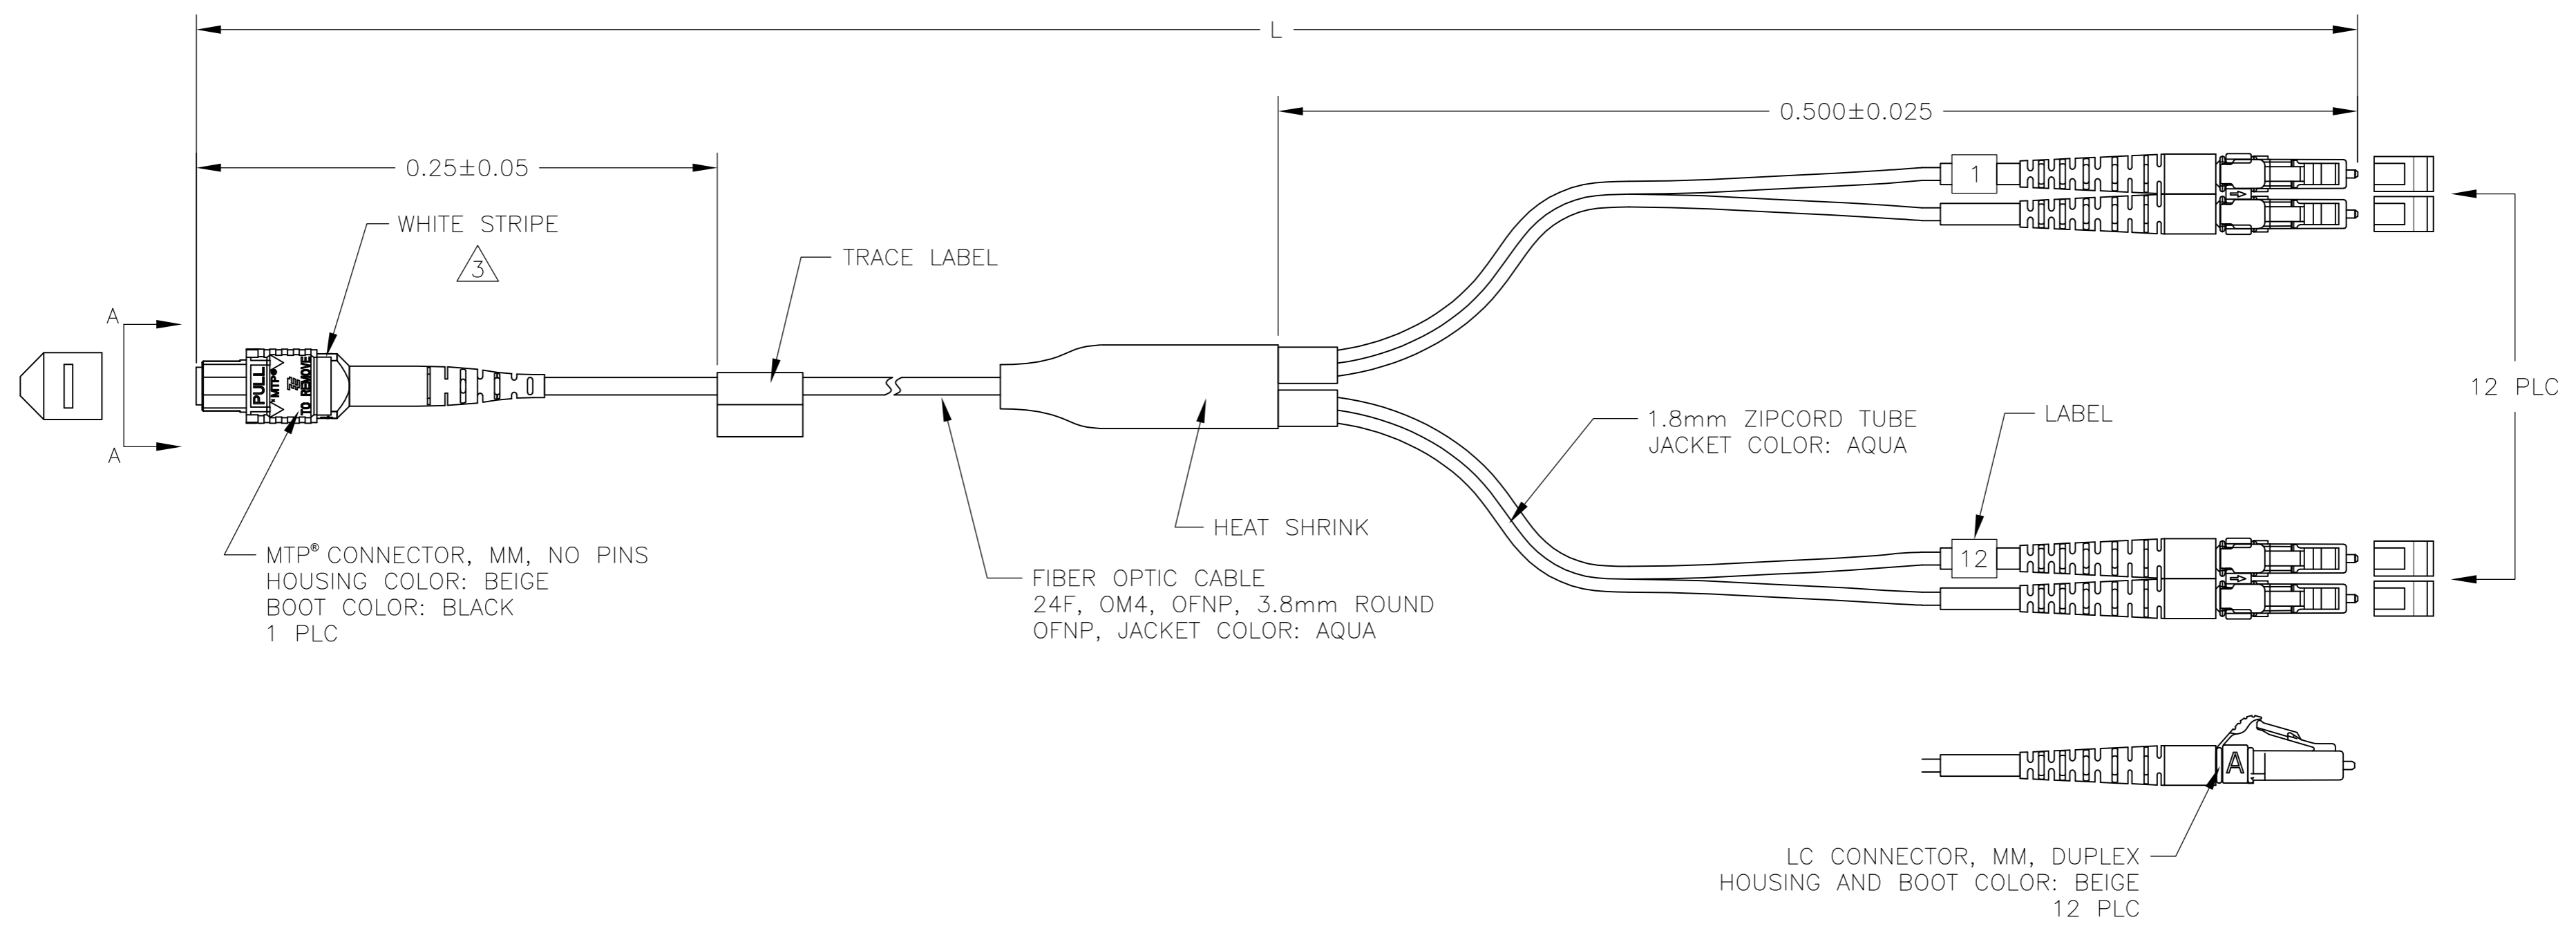 L
0.500±0.025
0.25±0.05
WHITE STRIPE
3
TRACE LABEL
A
A
PULL
MTP®
TO REMOVE
1
12 PLC
1.8mm ZIPCORD TUBE
JACKET COLOR: AQUA
LABEL
12
HEAT SHRINK
MTP® CONNECTOR, MM, NO PINS
HOUSING COLOR: BEIGE
BOOT COLOR: BLACK
1 PLC
FIBER OPTIC CABLE
24F, OM4, OFNP, 3.8mm ROUND
OFNP, JACKET COLOR: AQUA
A
LC CONNECTOR, MM, DUPLEX
HOUSING AND BOOT COLOR: BEIGE
12 PLC